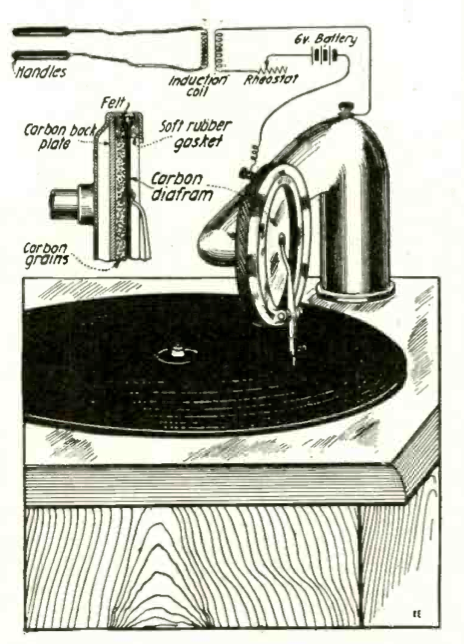 6v. Battery
Handles
Induction
coil
Rheostat
Felt
Carbon back
plate
Soft rubber
gasket
Carbon
diafram
Carbon
grains